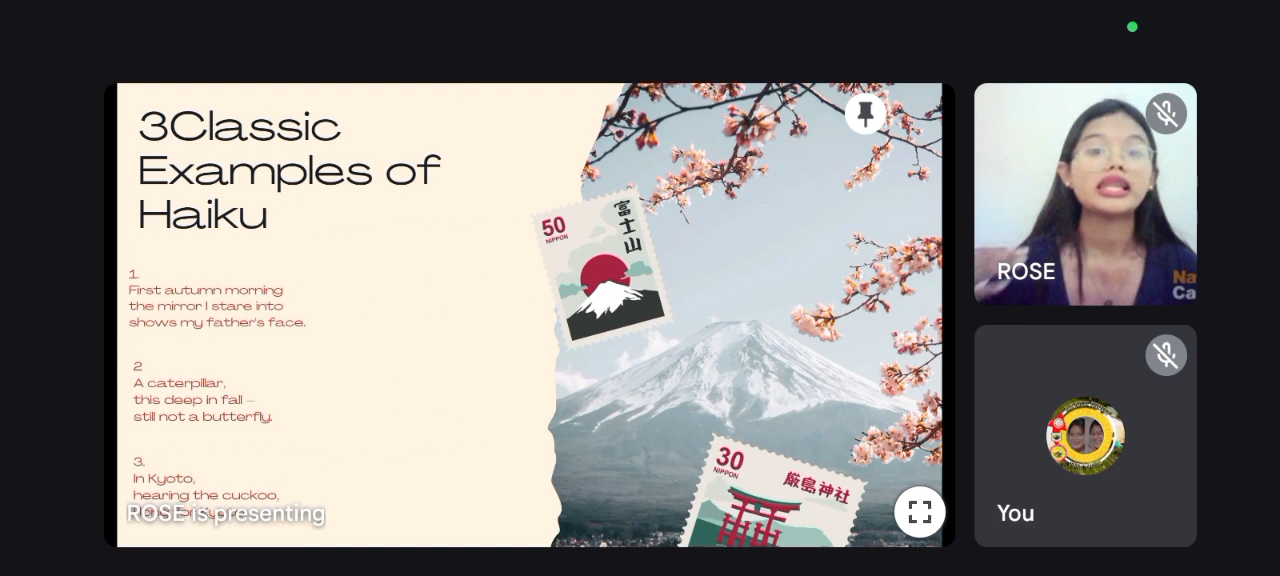 3Classic
Examples of
Haiku
1.
First autumn morning
the mirror I stare into
shows my father's face.
2
A caterpillar,
this deep in fall –
still not a butterfly.
3.
In Kyoto,
hearing the cuckoo,
ROSE is presenting
50
NIPPON
富士山
30
NIPPON
厳島神社
ROSE
Na
Ca
You